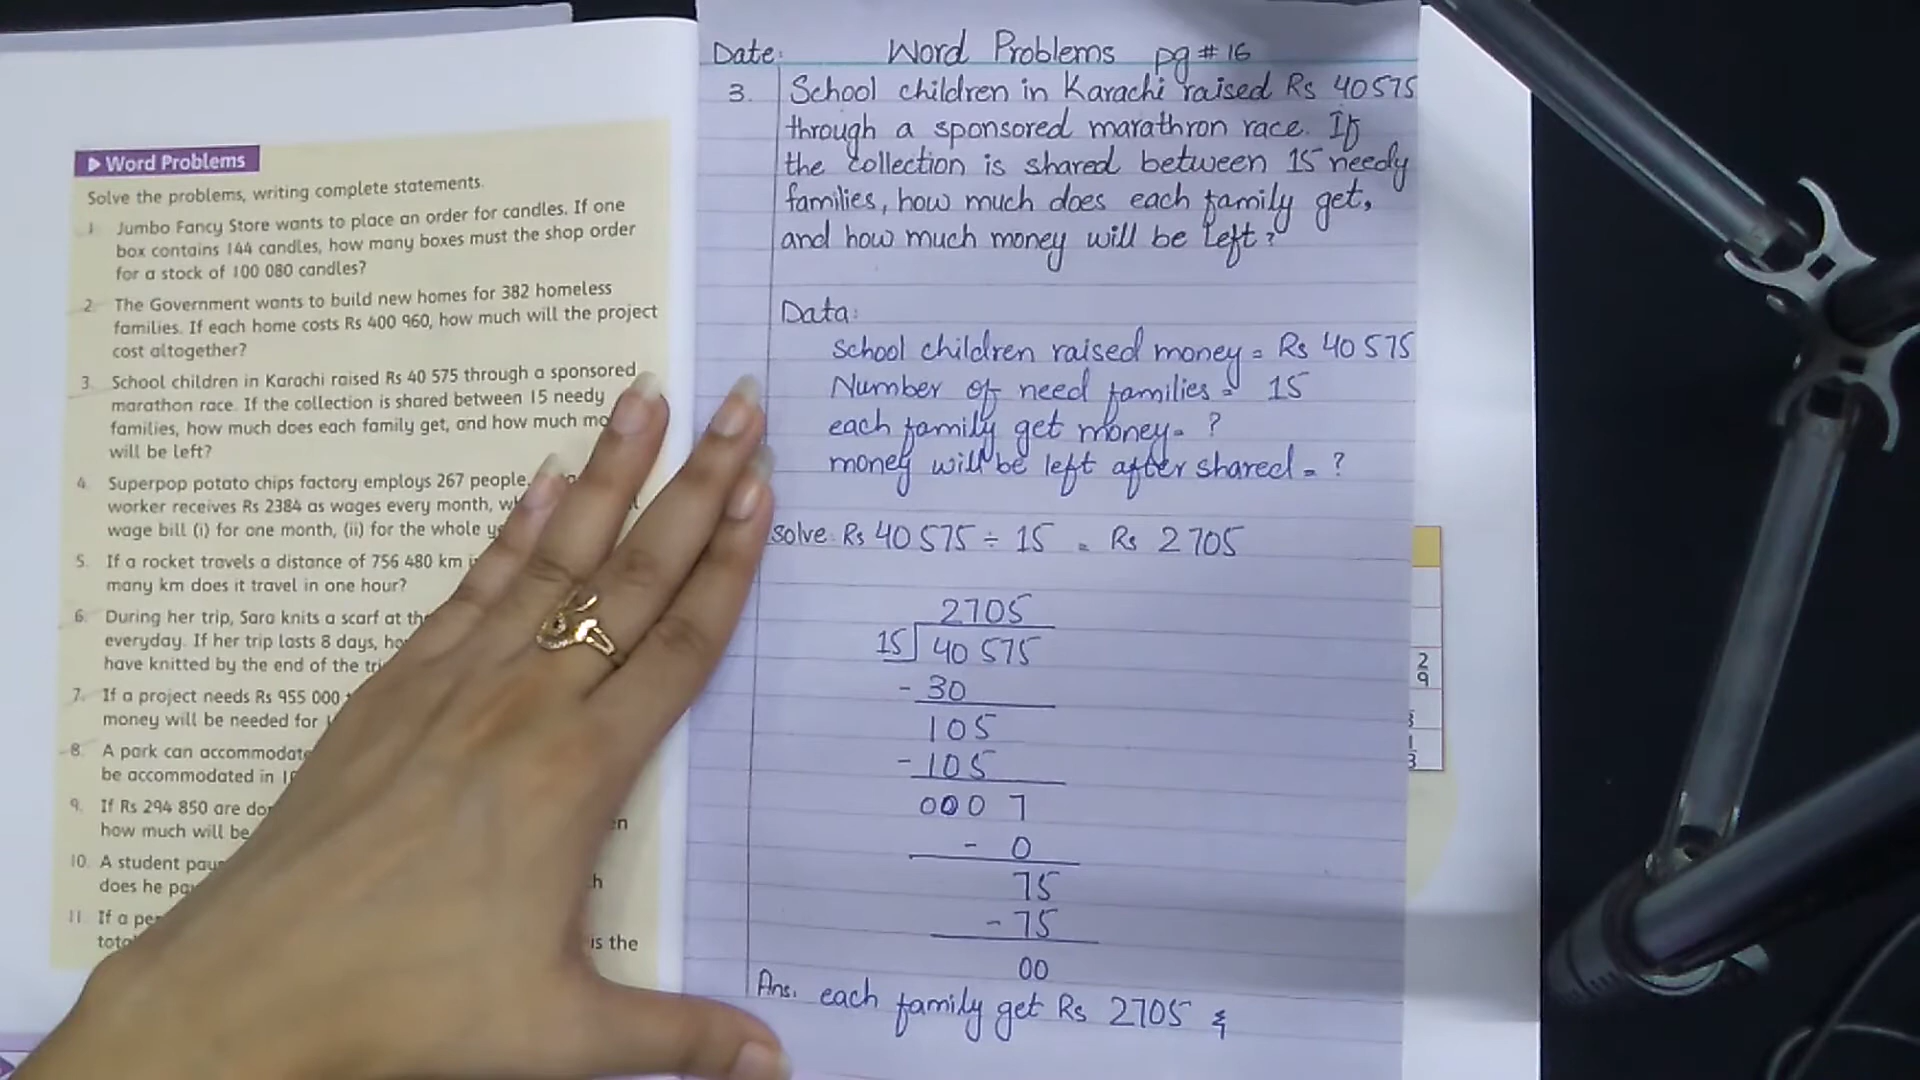 Word Problems
Solve the problems, writing complete statements.
1. Jumbo Fancy Store wants to place an order for candles. If one
box contains 144 candles, how many boxes must the shop order
for a stock of 100 080 candles?
2. The Government wants to build new homes for 382 homeless
families. If each home costs Rs 400 960, how much will the project
cost altogether?
3. School children in Karachi raised Rs 40 575 through a sponsored
marathon race. If the collection is shared between 15 needy
families, how much does each family get, and how much
will be left?
4. Superpop potato chips factory employs 267 people.
worker receives Rs 2384 as wages every month,
wage bill (i) for one month, (ii) for the whole
5. If a rocket travels a distance of 756 480 km
many km does it travel in one hour?
6. During her trip, Sara knits a scarf at
everyday. If her trip lasts 8 days,
have knitted by the end of the
7. If a project needs Rs 955 000
money will be needed for
8. A park can accommodate
be accommodated in
9. If Rs 294 850 are
how much will be
10. A student
does he
11. If a
is the
Date: Word Problems pg # 16
3. School children in Karachi raised Rs 40575
through a sponsored marathron race. If
the collection is shared between 15 needy
families, how much does each family get,
and how much money will be left?
Data:
School children raised money = Rs 40 575
Number of need families = 15
each family get money = ?
money will be left after shared = ?
Solve: Rs 40 575 ÷ 15 = Rs 2705
2705
15 40 575
- 30
105
- 105
000 7
- 0
75
- 75
00
Ans. each family get Rs 2705 &
2
9
3
1
3